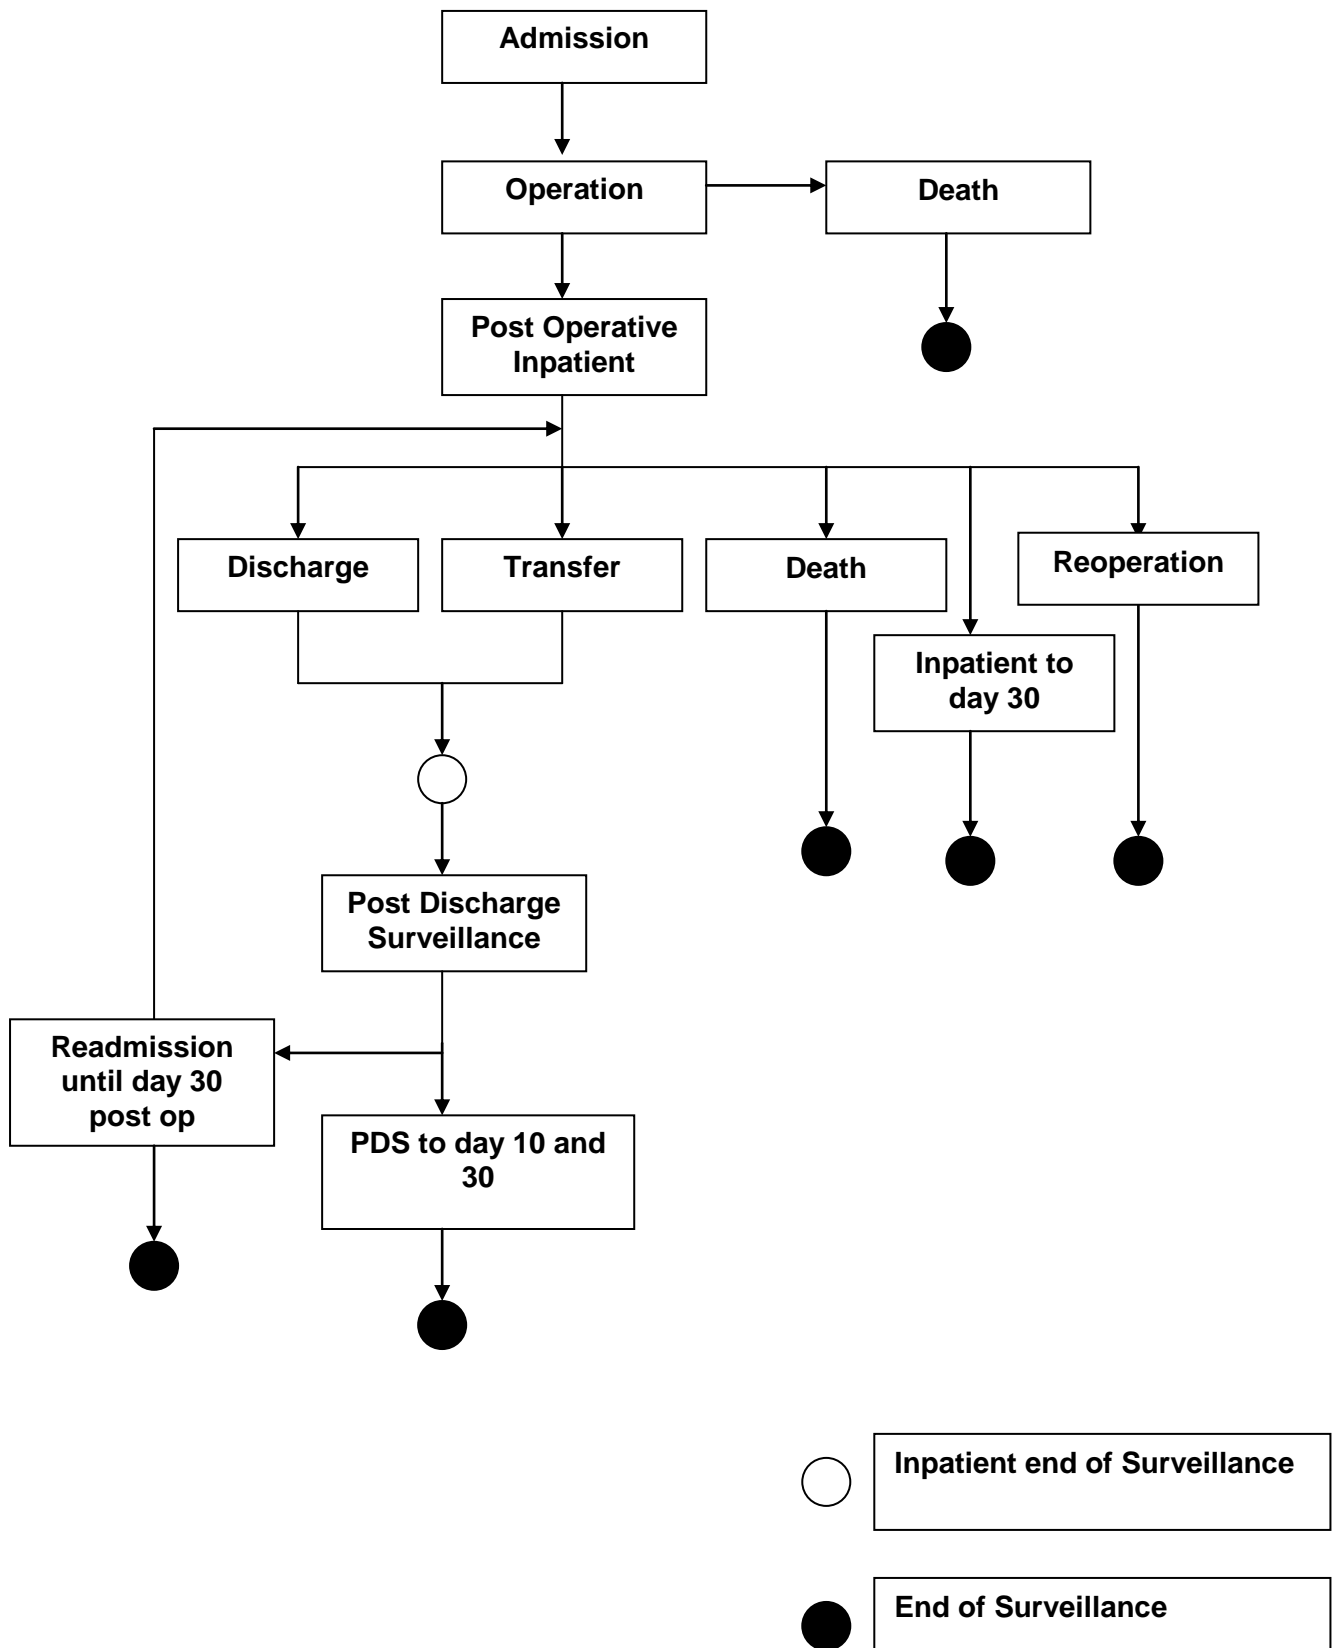 Admission
Operation
Death
Post Operative
Inpatient
Discharge
Transfer
Death
Reoperation
Inpatient to
day 30
Post Discharge
Surveillance
Readmission
until day 30
post op
PDS to day 10 and
30
Inpatient end of Surveillance
End of Surveillance